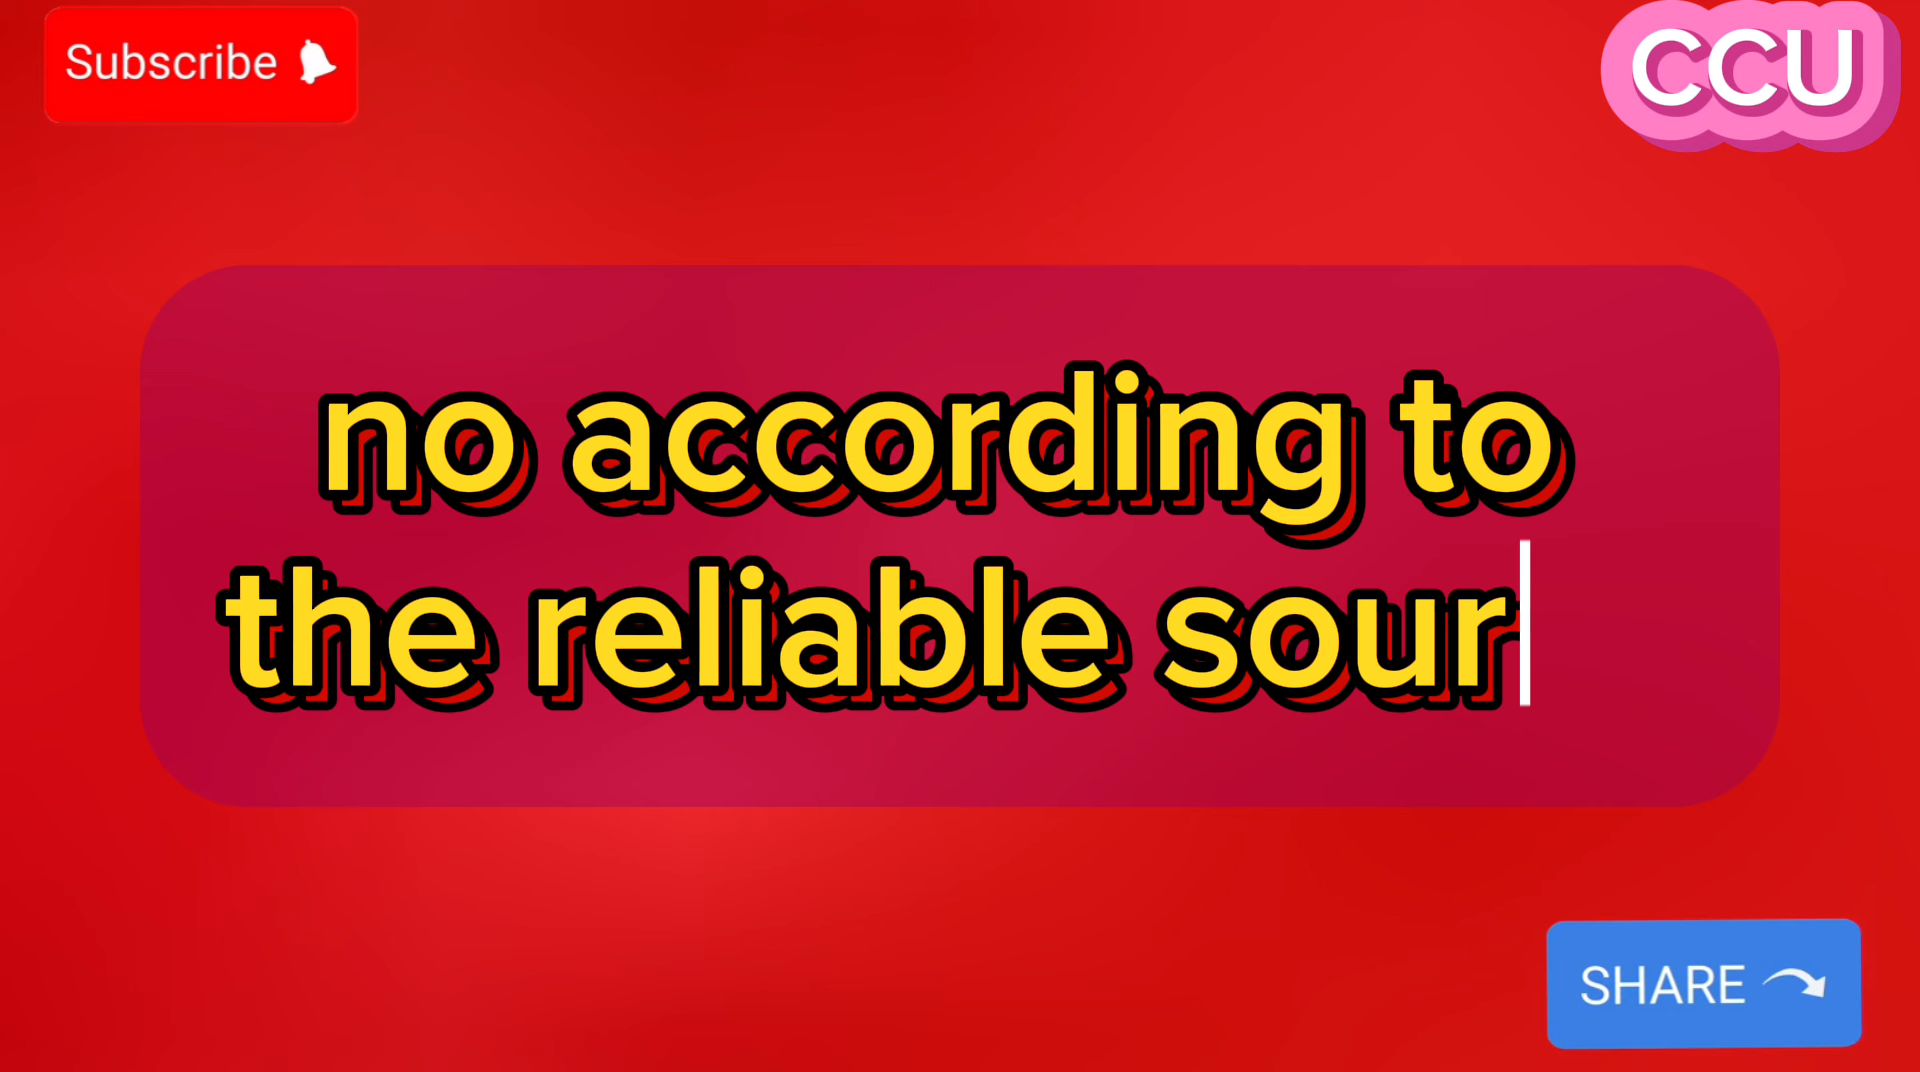 Subscribe
CCU
no according to
the reliable sour
SHARE